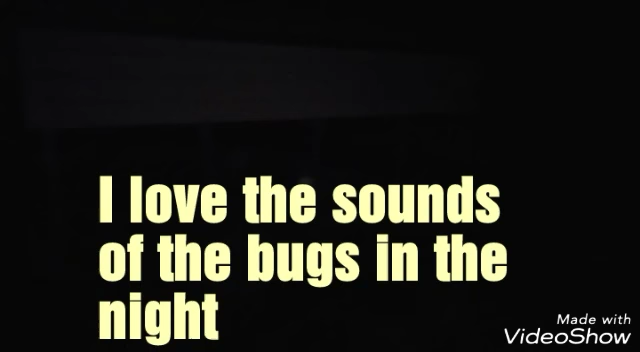 I love the sounds
of the bugs in the
night
Made with
VideoShow